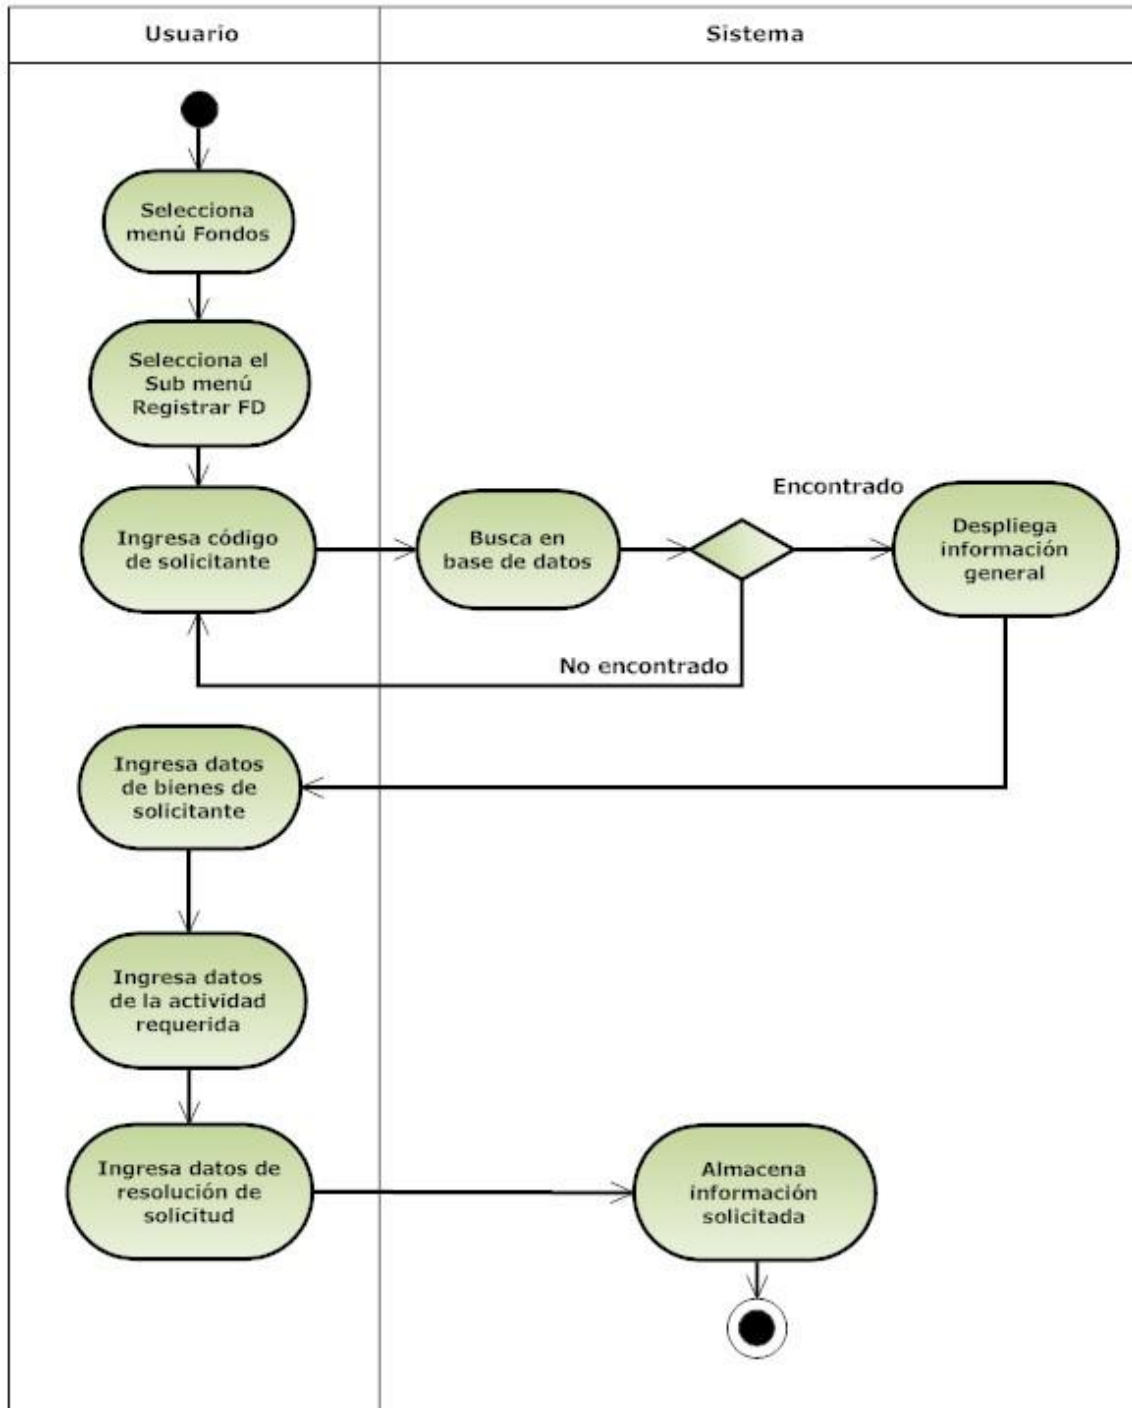 Usuario
Sistema
Selecciona
menú Fondos
Selecciona el
Sub menú
Registrar FD
Ingresa código
de solicitante
Busca en
base de datos
Encontrado
Despliega
información
general
No encontrado
Ingresa datos
de bienes de
solicitante
Ingresa datos
de la actividad
requerida
Ingresa datos de
resolución de
solicitud
Almacena
información
solicitada